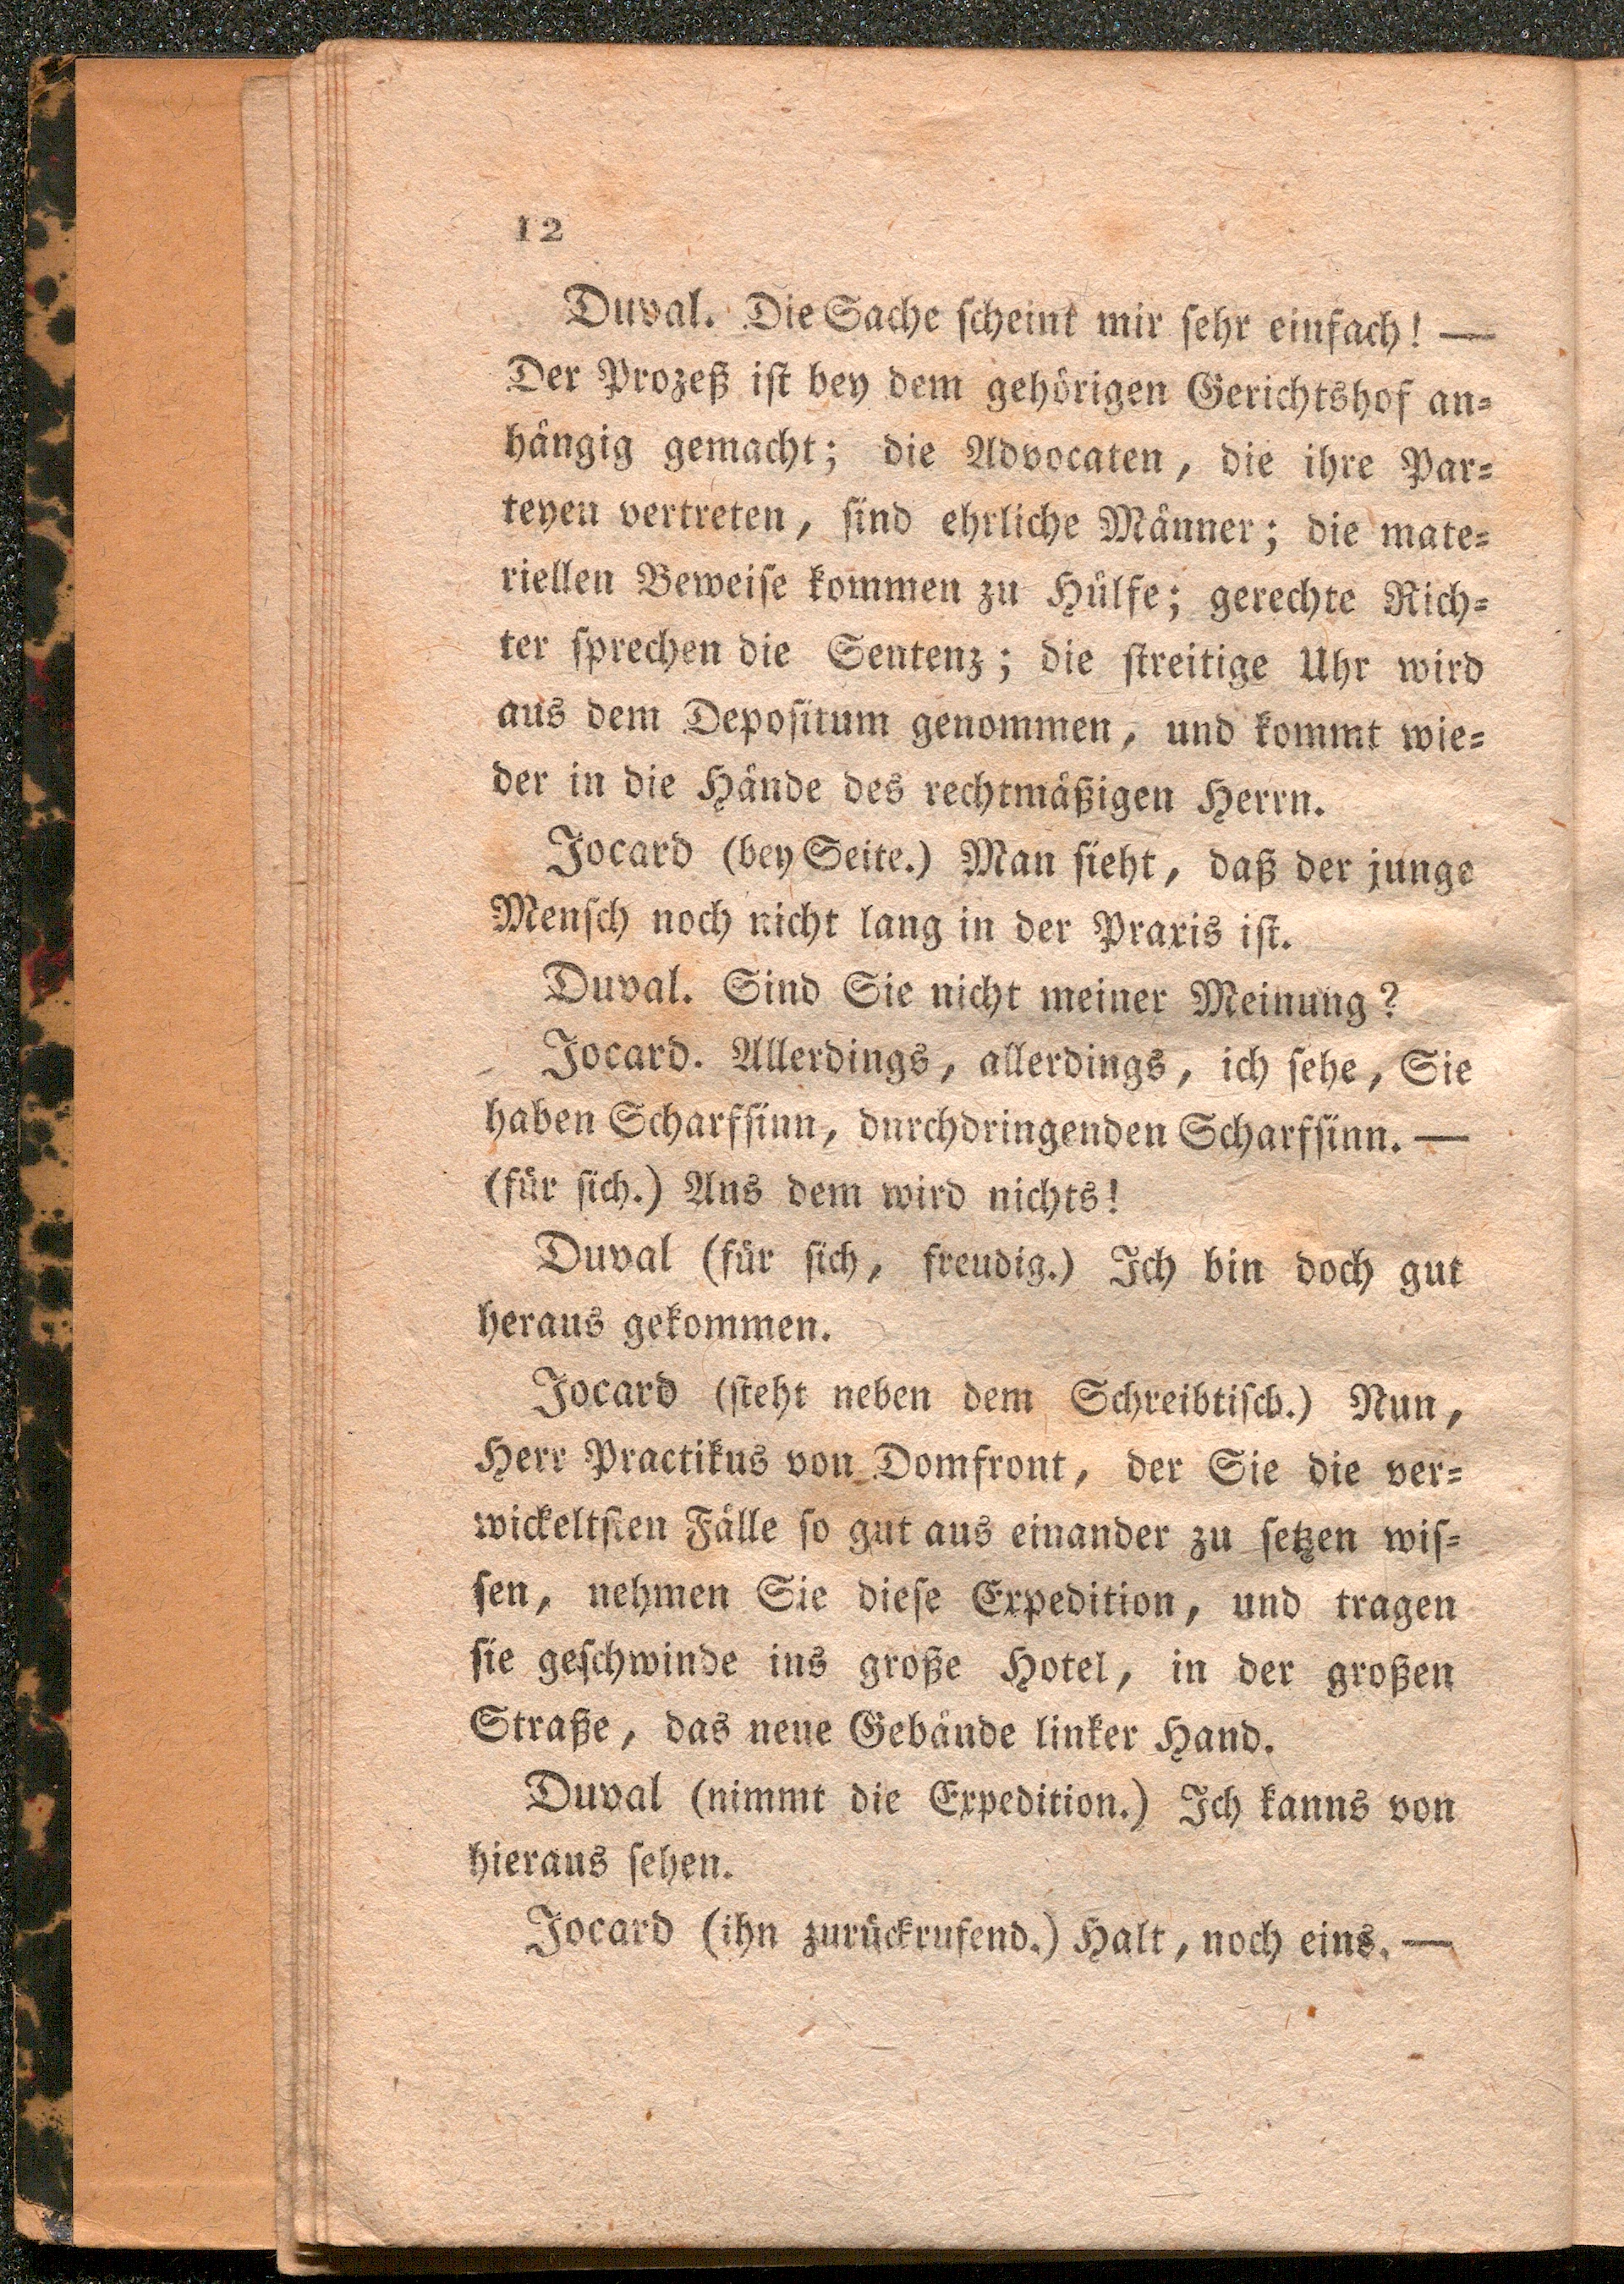 12
Duval. Die Sache scheint mir sehr einfach! —
Der Prozeß ist bey dem gehörigen Gerichtshof an-
hängig gemacht; die Advocaten, die ihre Par-
teyen vertreten, sind ehrliche Männer; die mate-
riellen Beweise kommen zu Hülfe; gerechte Rich-
ter sprechen die Sentenz; die streitige Uhr wird
aus dem Depositum genommen, und kommt wie-
der in die Hände des rechtmäßigen Herrn.
Jocard (bey Seite.) Man sieht, daß der junge
Mensch noch nicht lang in der Praxis ist.
Duval. Sind Sie nicht meiner Meinung?
Jocard. Allerdings, allerdings, ich sehe, Sie
haben Scharfsinn, durchdringenden Scharfsinn. —
(für sich.) Aus dem wird nichts!
Duval (für sich, freudig.) Ich bin doch gut
heraus gekommen.
Jocard (steht neben dem Schreibtisch.) Nun,
Herr Practikus von Domfront, der Sie die ver-
wickeltsten Fälle so gut aus einander zu setzen wis-
sen, nehmen Sie diese Expedition, und tragen
sie geschwinde ins große Hotel, in der großen
Straße, das neue Gebäude linker Hand.
Duval (nimmt die Expedition.) Ich kanns von
hieraus sehen.
Jocard (ihn zurückrufend.) Halt, noch eins. —